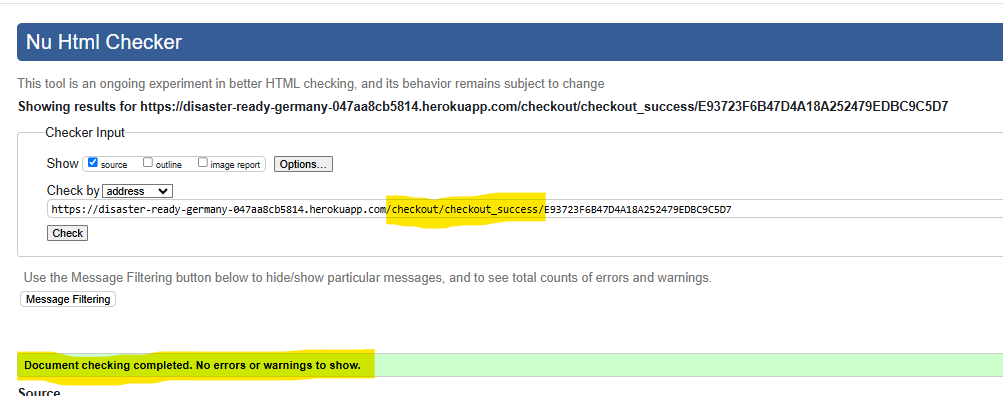 Nu Html Checker
This tool is an ongoing experiment in better HTML checking, and its behavior remains subject to change
Showing results for https://disaster-ready-germany-047aa8cb5814.herokuapp.com/checkout/checkout_success/E93723F6B47D4A18A252479EDBC9C5D7
Checker Input
Show source outline image report Options...
Check by address
https://disaster-ready-germany-047aa8cb5814.herokuapp.com/checkout/checkout_success/E93723F6B47D4A18A252479EDBC9C5D7
Check
Use the Message Filtering button below to hide/show particular messages, and to see total counts of errors and warnings.
Message Filtering
Document checking completed. No errors or warnings to show.
Source